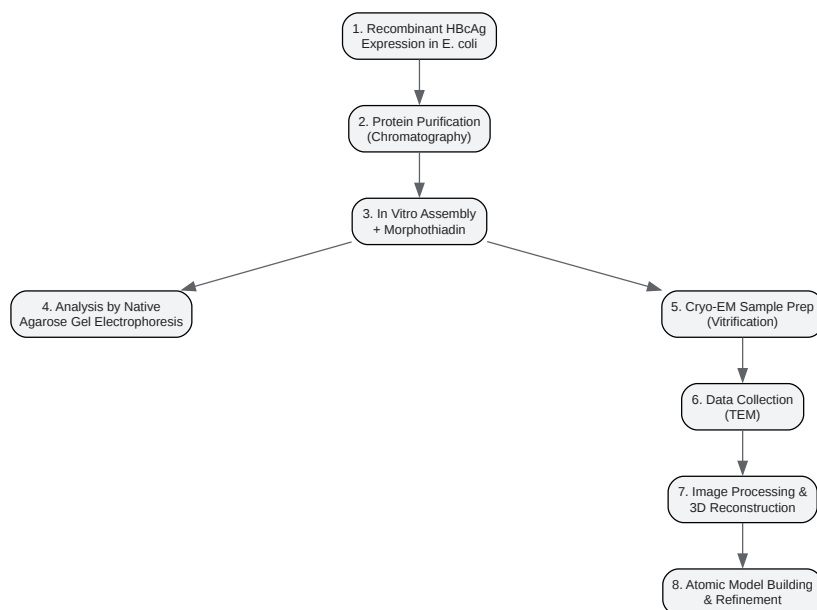 1. Recombinant HBcAg
Expression in E. coli
2. Protein Purification
(Chromatography)
3. In Vitro Assembly
+ Morphothiadin
4. Analysis by Native
Agarose Gel Electrophoresis
5. Cryo-EM Sample Prep
(Vitrification)
6. Data Collection
(TEM)
7. Image Processing &
3D Reconstruction
8. Atomic Model Building
& Refinement